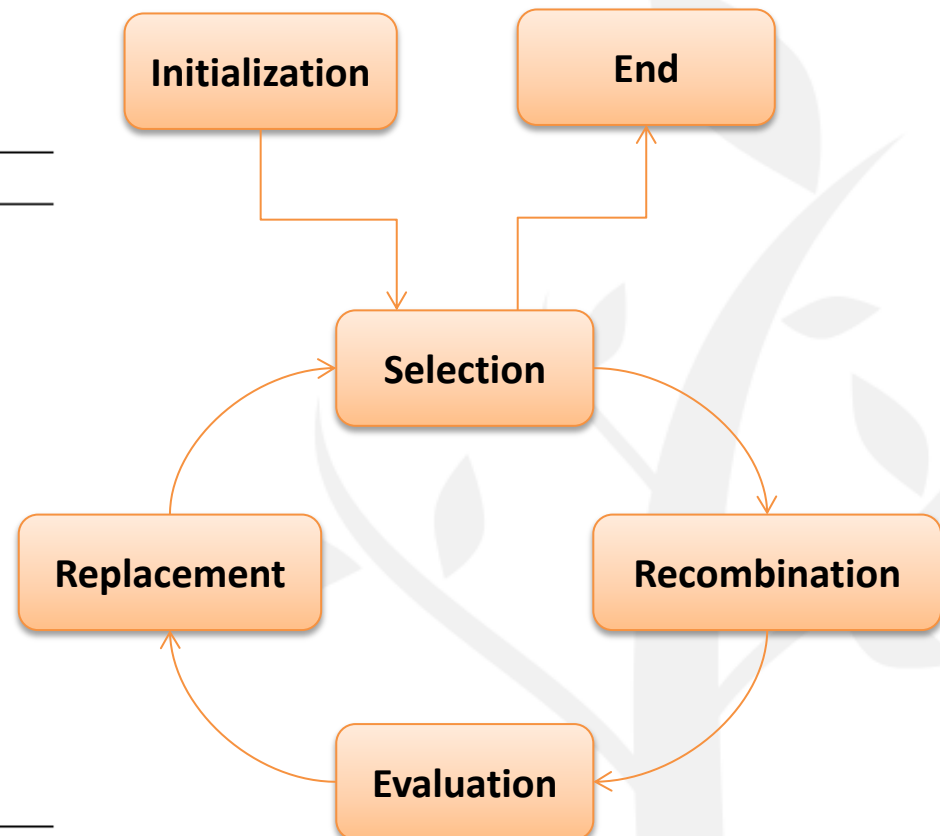 Initialization
End
Selection
Replacement
Recombination
Evaluation